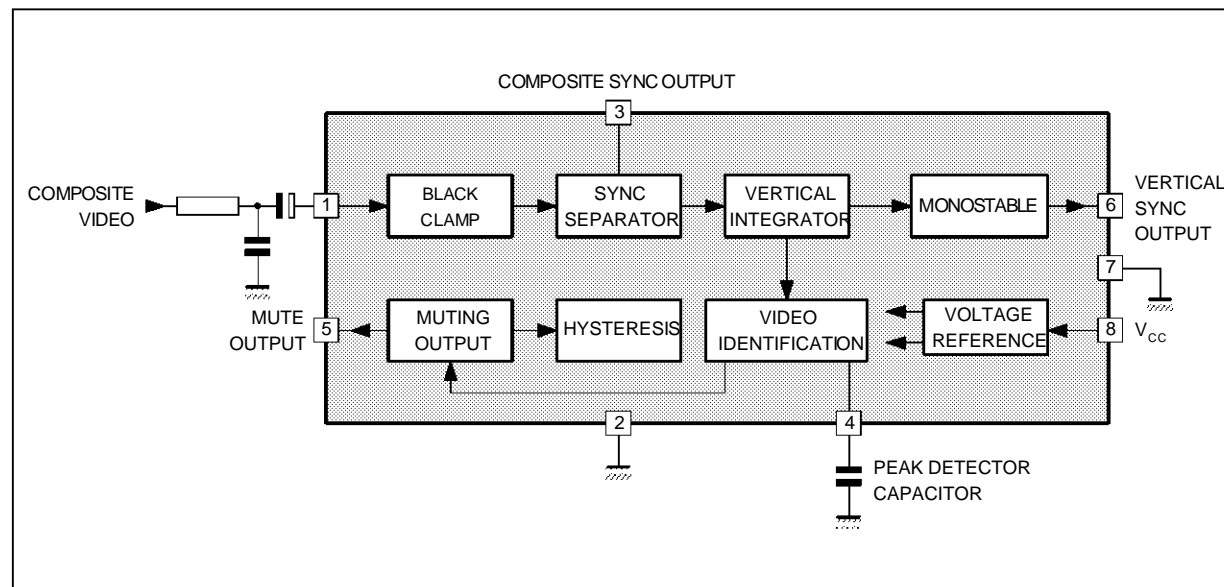 COMPOSITE SYNC OUTPUT
3
COMPOSITE
VIDEO
1
BLACK
CLAMP
SYNC
SEPARATOR
VERTICAL
INTEGRATOR
MONOSTABLE
6
VERTICAL
SYNC
OUTPUT
7
MUTE
OUTPUT
5
MUTING
OUTPUT
HYSTERESIS
VIDEO
IDENTIFICATION
VOLTAGE
REFERENCE
8
VCC
2
4
PEAK DETECTOR
CAPACITOR